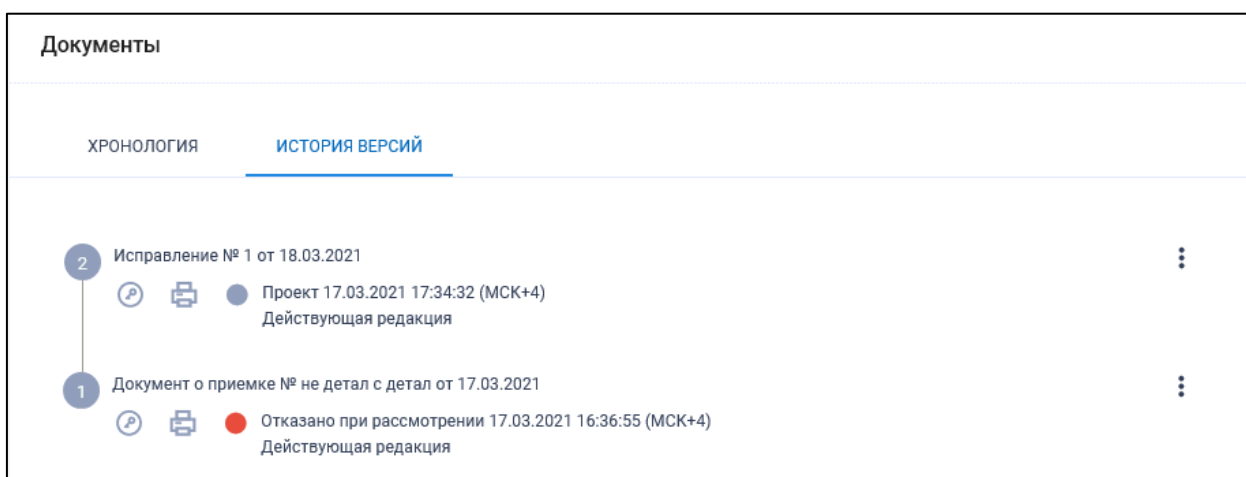 Документы
ХРОНОЛОГИЯ ИСТОРИЯ ВЕРСИЙ
2 Исправление № 1 от 18.03.2021
Проект 17.03.2021 17:34:32 (МСК+4)
Действующая редакция
1 Документ о приемке № не детал с детал от 17.03.2021
Отказано при рассмотрении 17.03.2021 16:36:55 (МСК+4)
Действующая редакция